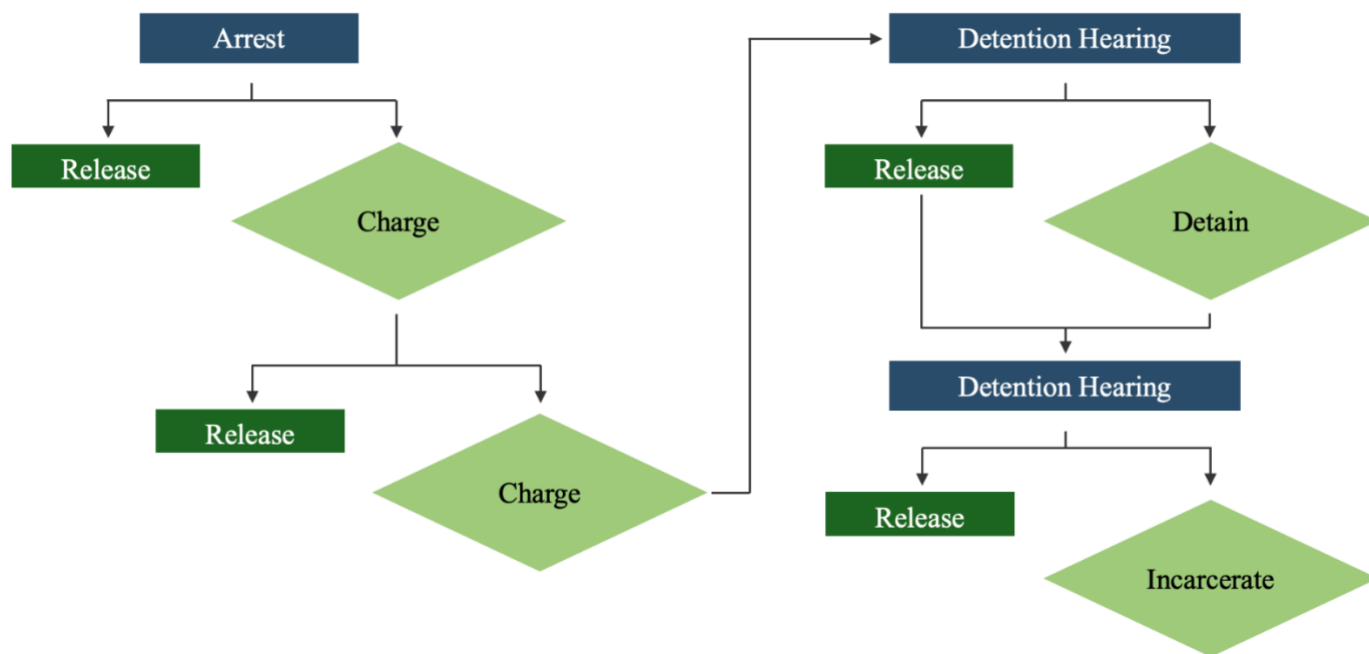 Arrest
Release
Charge
Release
Charge
Detention Hearing
Release
Detain
Detention Hearing
Release
Incarcerate